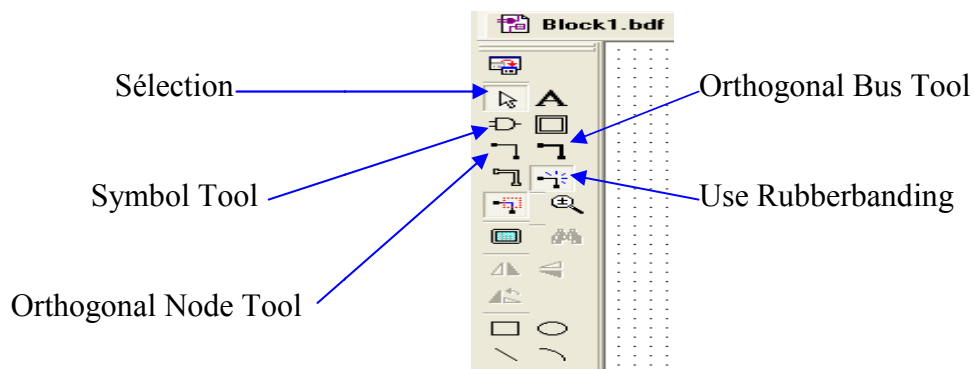 Block1.bdf
Sélection
Orthogonal Bus Tool
Symbol Tool
Use Rubberbanding
Orthogonal Node Tool